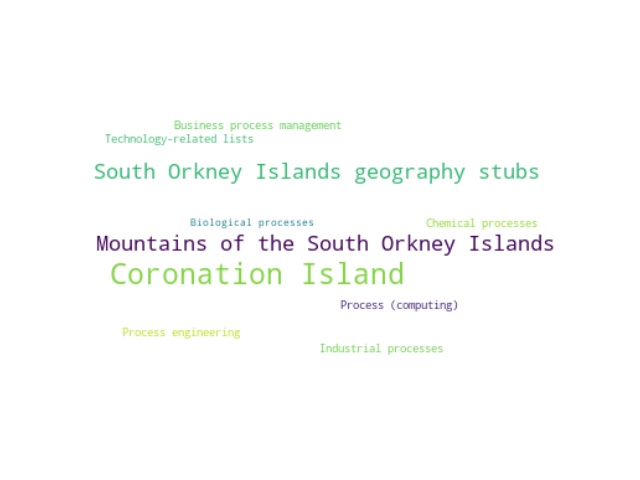 Business process management
Technology-related lists
South Orkney Islands geography stubs
Biological processes
Chemical processes
Mountains of the South Orkney Islands
Coronation Island
Process (computing)
Process engineering
Industrial processes